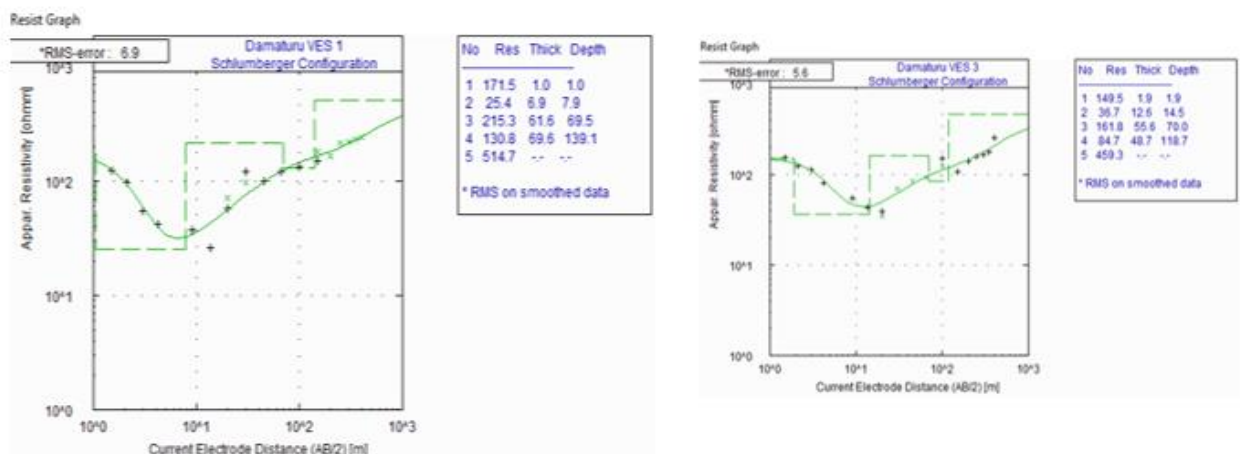 Resist Graph
*RMS-error : 6.9
Damaturu VES 1
Schlumberger Configuration
10^3
10^2
10^1
10^0
Appar. Resistivity [ohmm]
10^0 10^1 10^2 10^3
Current Electrode Distance (AB/2) [m]
No Res Thick Depth
1 171.5 1.0 1.0
2 25.4 6.9 7.9
3 215.3 61.6 69.5
4 130.8 69.6 139.1
5 514.7 -.- -.-
* RMS on smoothed data
Resist Graph
*RMS-error : 5.6
Damaturu VES 3
Schlumberger Configuration
10^3
10^2
10^1
10^0
Appar. Resistivity [ohmm]
10^0 10^1 10^2 10^3
Current Electrode Distance (AB/2) [m]
No Res Thick Depth
1 149.5 1.9 1.9
2 36.7 12.6 14.5
3 161.8 55.6 70.0
4 84.7 48.7 118.7
5 459.3 -.- -.-
* RMS on smoothed data